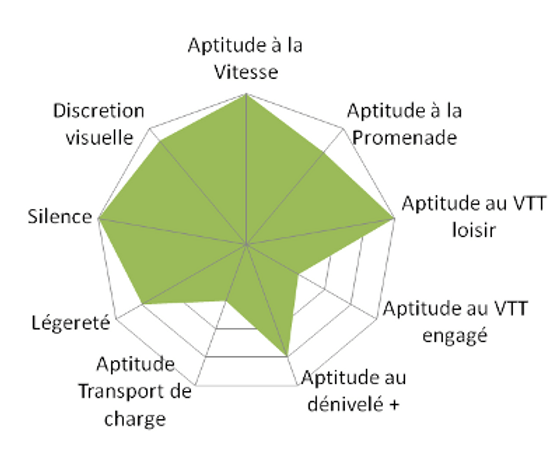 Aptitude à la
Vitesse
Aptitude à la
Promenade
Aptitude au VTT
loisir
Aptitude au VTT
engagé
Aptitude au
dénivelé +
Aptitude
Transport de
charge
Légereté
Silence
Discretion
visuelle